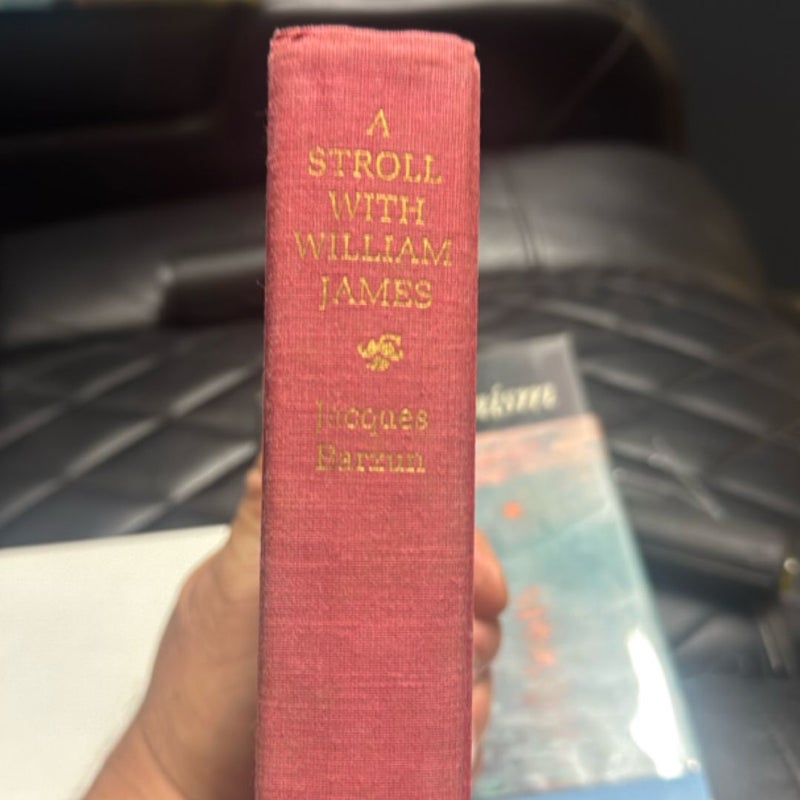 A
STROLL
WITH
WILLIAM
JAMES
Jacques
Barzun